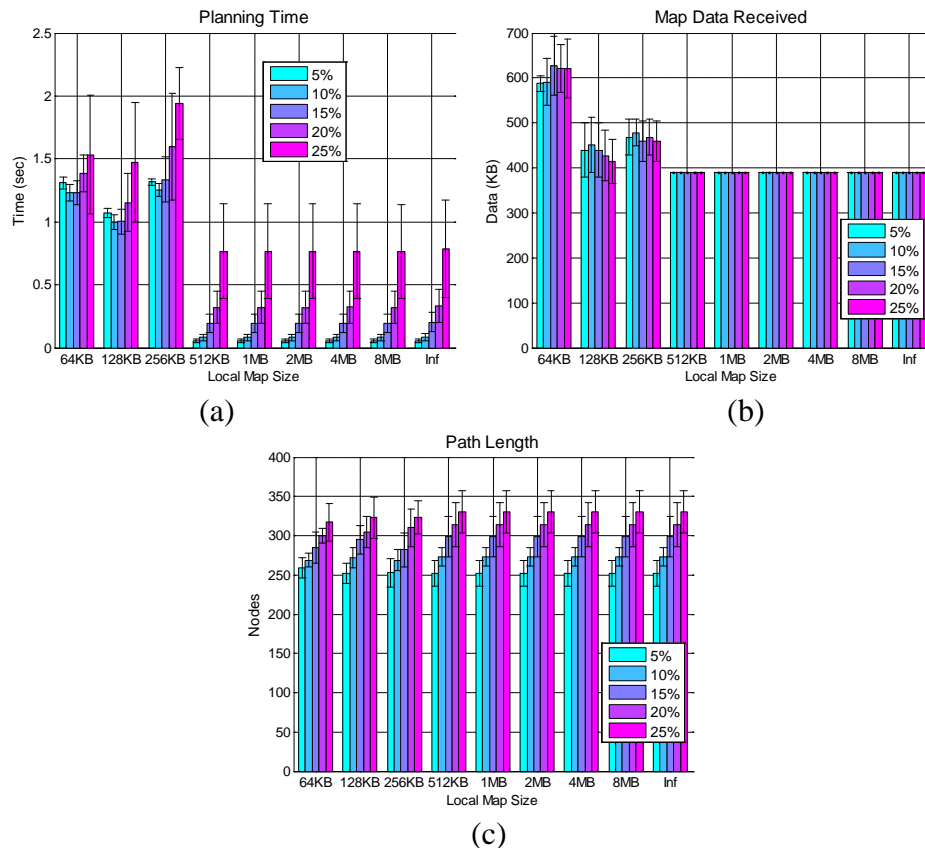 Planning Time
2.5
2
1.5
1
0.5
0
Time (sec)
5%
10%
15%
20%
25%
64KB 128KB 256KB 512KB 1MB 2MB 4MB 8MB Inf
Local Map Size
(a)
Map Data Received
700
600
500
400
300
200
100
0
Data (KB)
5%
10%
15%
20%
25%
64KB 128KB 256KB 512KB 1MB 2MB 4MB 8MB Inf
Local Map Size
(b)
Path Length
400
350
300
250
200
150
100
50
0
Nodes
5%
10%
15%
20%
25%
64KB 128KB 256KB 512KB 1MB 2MB 4MB 8MB Inf
Local Map Size
(c)